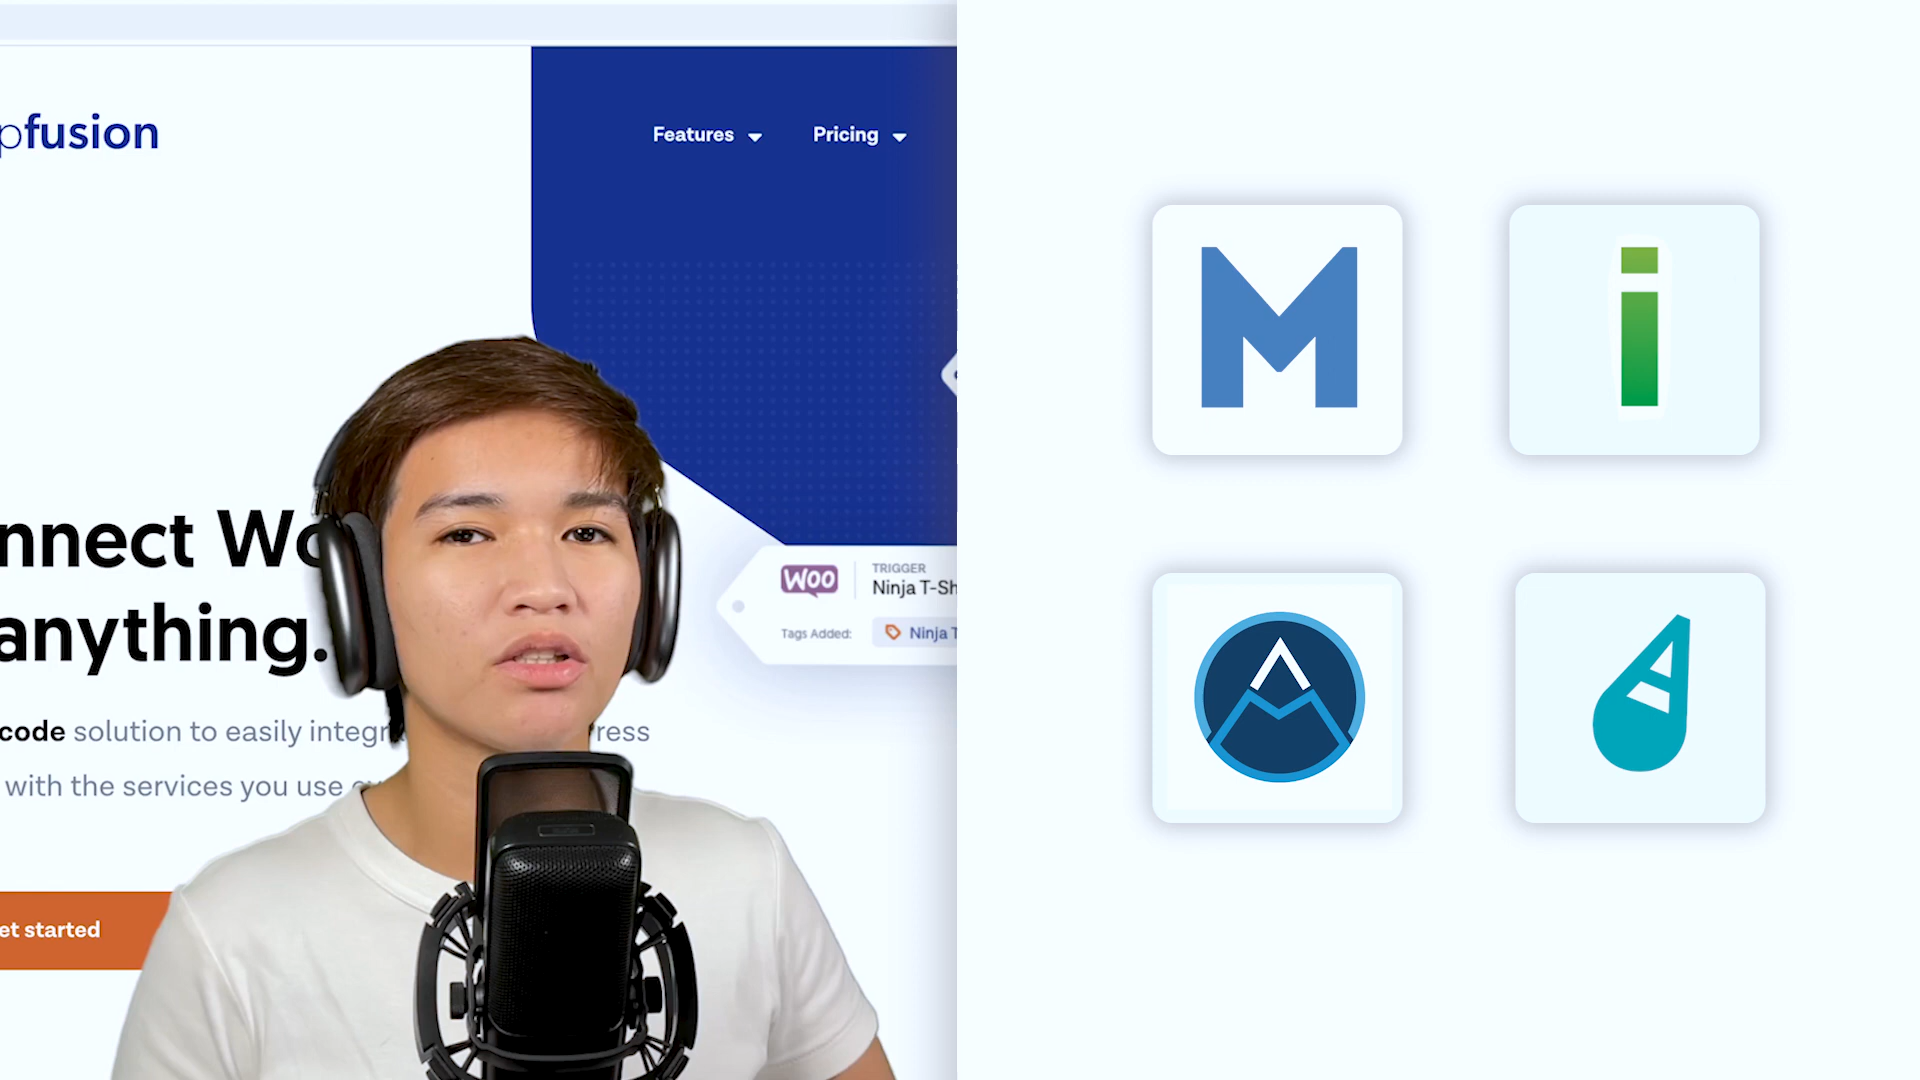 pfusion
Features
Pricing
nnect Wo
anything.
code solution to easily integr
ress
with the services you use
et started
Woo
TRIGGER
Ninja T-Sh
Tags Added:
Ninja T
M
i